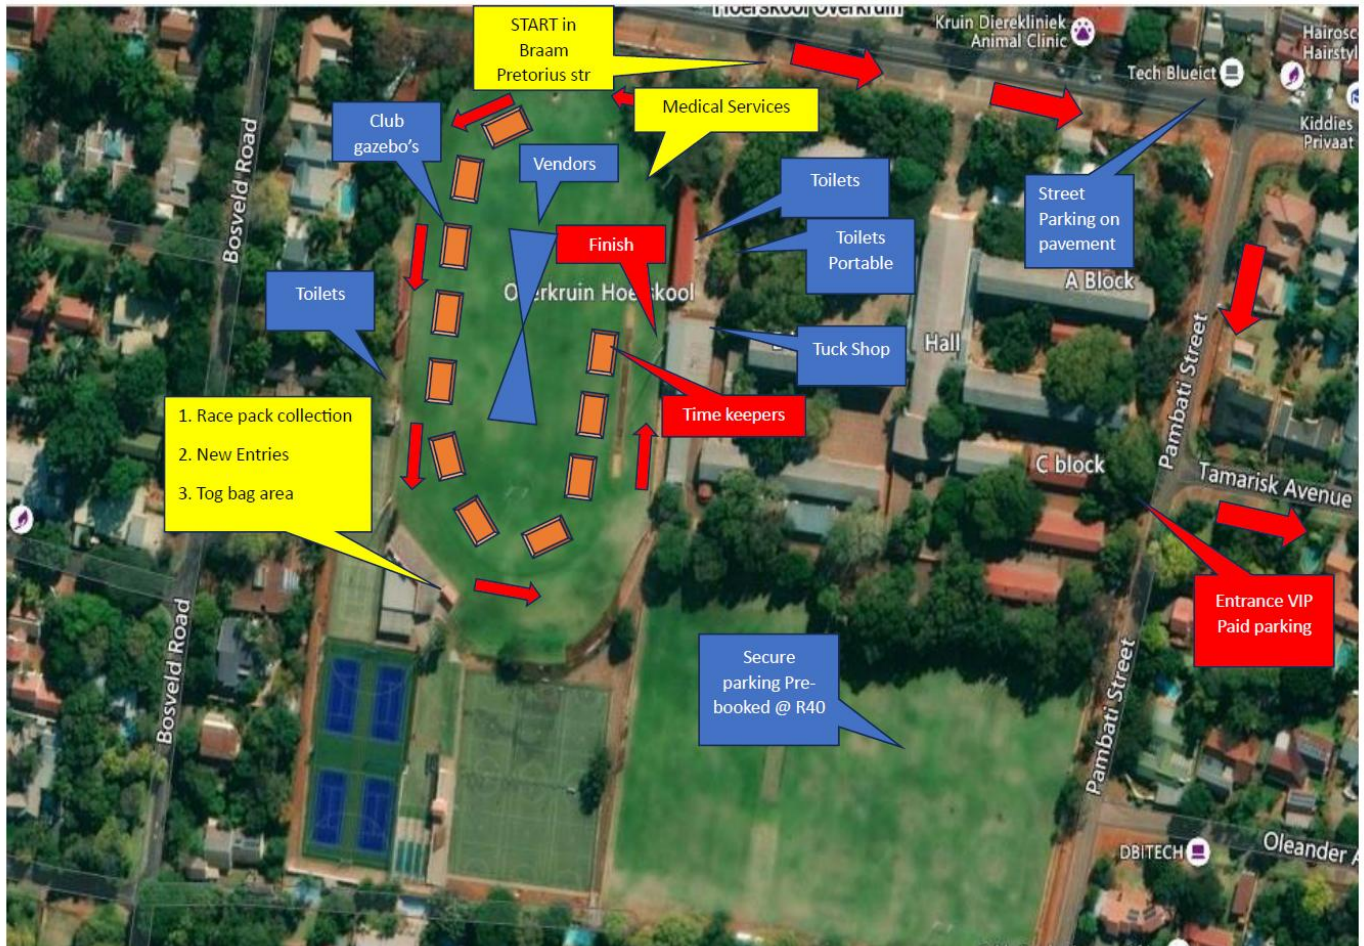 Hoerskool Overkruin
START in
Braam
Pretorius str
Kruin Dierekliniek
Animal Clinic
Tech Blueict
Kiddies
Privaat
Medical Services
Club
gazebo's
Vendors
Toilets
Toilets
Portable
Street
Parking on
pavement
Bosveld Road
Finish
Overkruin Hoerskool
A Block
Toilets
Tuck Shop
Hall
Pambati Street
1. Race pack collection
2. New Entries
3. Tog bag area
Time keepers
C block
Tamarisk Avenue
Entrance VIP
Paid parking
Secure
parking Pre-
booked @ R40
Bosveld Road
Pambati Street
DBITECH
Oleander